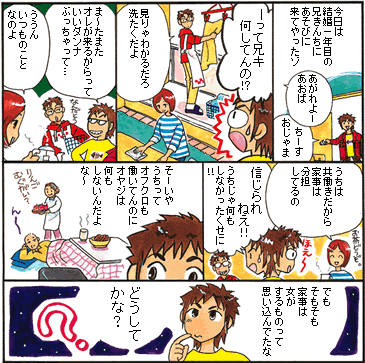 今日は
結婚一年目の
兄きんちに
あそびに
来てやったゾ
あがれよー
あおば
ちーす
おじゃま
ーって兄キ
何してんの!?
見りゃわかるだろ
洗たくだよ
ま〜たまた
オレが来るからって
いいダンナ
ぶっちゃって…
ううん
いつものこと
なのよ
うちは
共働きだから
家事は
分担
してるの
ほえ〜
信じられ
ねえ!!
うちじゃ何も
しなかったくせに
!!
そーいや
うちって
オフクロも
働いてんのに
オヤジは
何も
しないんだよ
な〜
でも
そもそも
家事は
女が
するものって
思い込んでたな
どうして
かな?
?